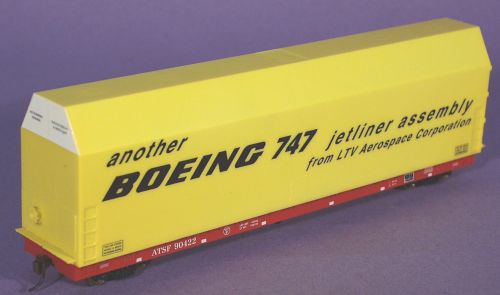 another
BOEING 747 jetliner assembly
from LTV Aerospace Corporation
ATSF 90422